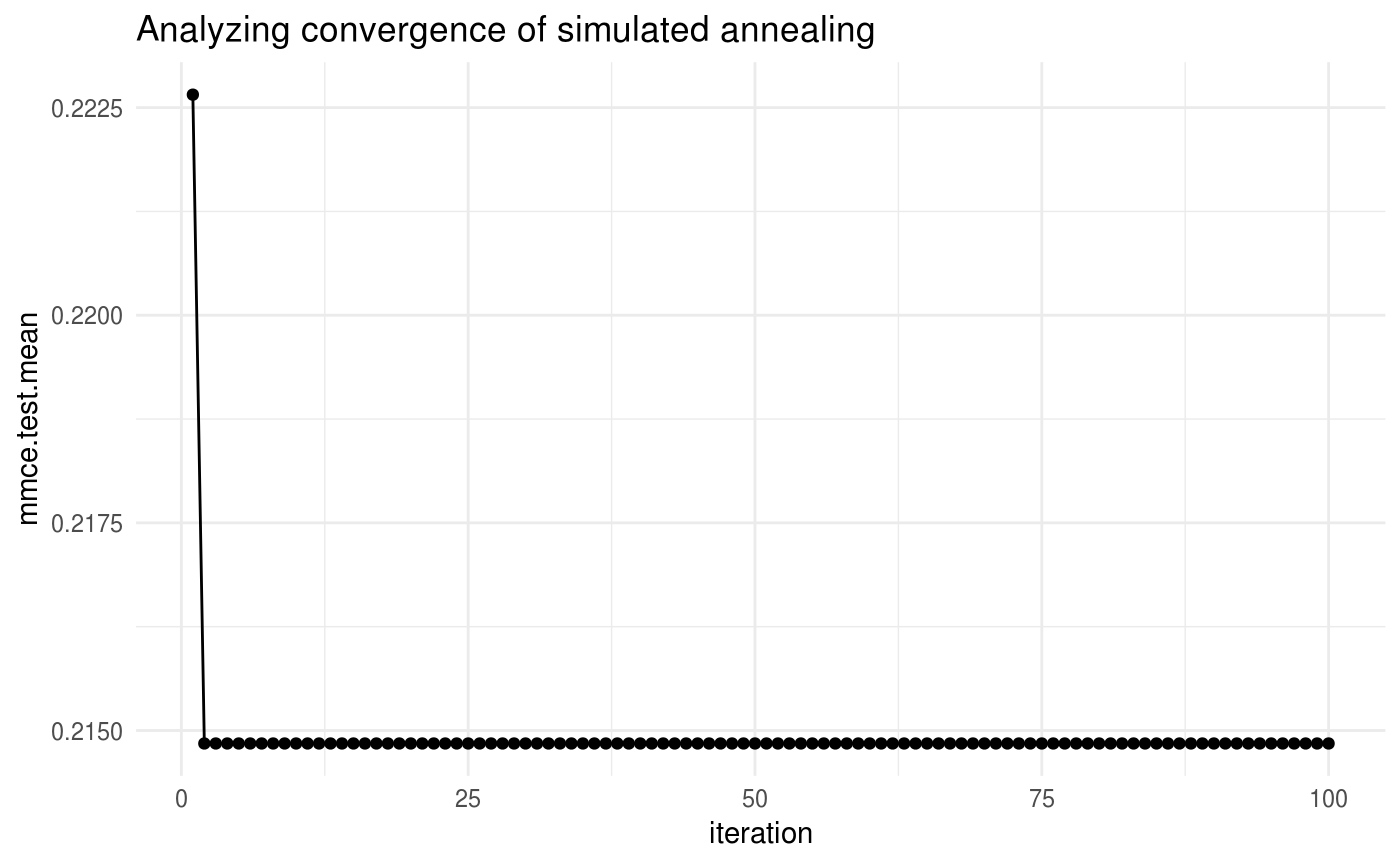 Analyzing convergence of simulated annealing
0.2225
0.2200
0.2175
0.2150
mmce.test.mean
0 25 50 75 100
iteration